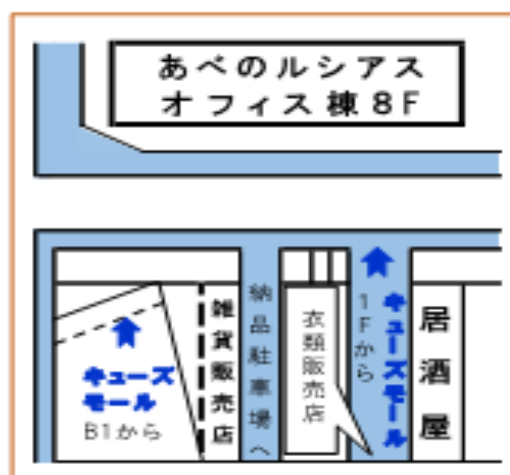 あべのルシアス
オフィス棟8F
キューズ
モール
B1から
雑貨販売店
納品駐車場へ
衣類販売店
1Fから
キューズモール
居酒屋